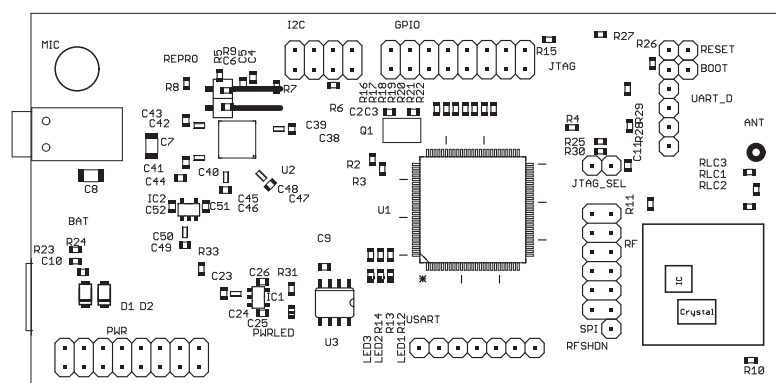 I2C
GPIO
MIC
REPRO
R5
R9
C6
C5
C4
R8
R7
R6
R16
R17
R18
R19
R20
R21
R22
R15
JTAG
R27
R26
RESET
BOOT
UART_D
C43
C42
C7
C41
C44
C40
C39
C38
C2
C3
Q1
R4
R25
R30
R29
R28
C11
ANT
C8
U2
C48
C47
R2
R3
JTAG_SEL
RLC3
RLC1
RLC2
IC2
C52
C51
C45
C46
U1
R11
BAT
C50
C49
R23
R24
C10
R33
C9
RF
C23
C26
R31
IC1
C24
C25
PWRLED
D1 D2
U3
IC
Crystal
PWR
LED3
LED2
R14
R13
LED1
R12
USART
SPI
RFSHDN
R10